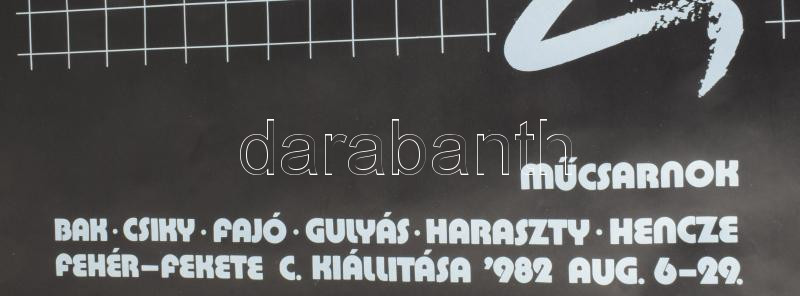 darabanth
MŰCSARNOK
BAK · CSIKY · FAJÓ · GULYÁS · HARASZTY · HENCZE
FEHÉR–FEKETE C. KIÁLLITÁSA '982 AUG. 6–29.